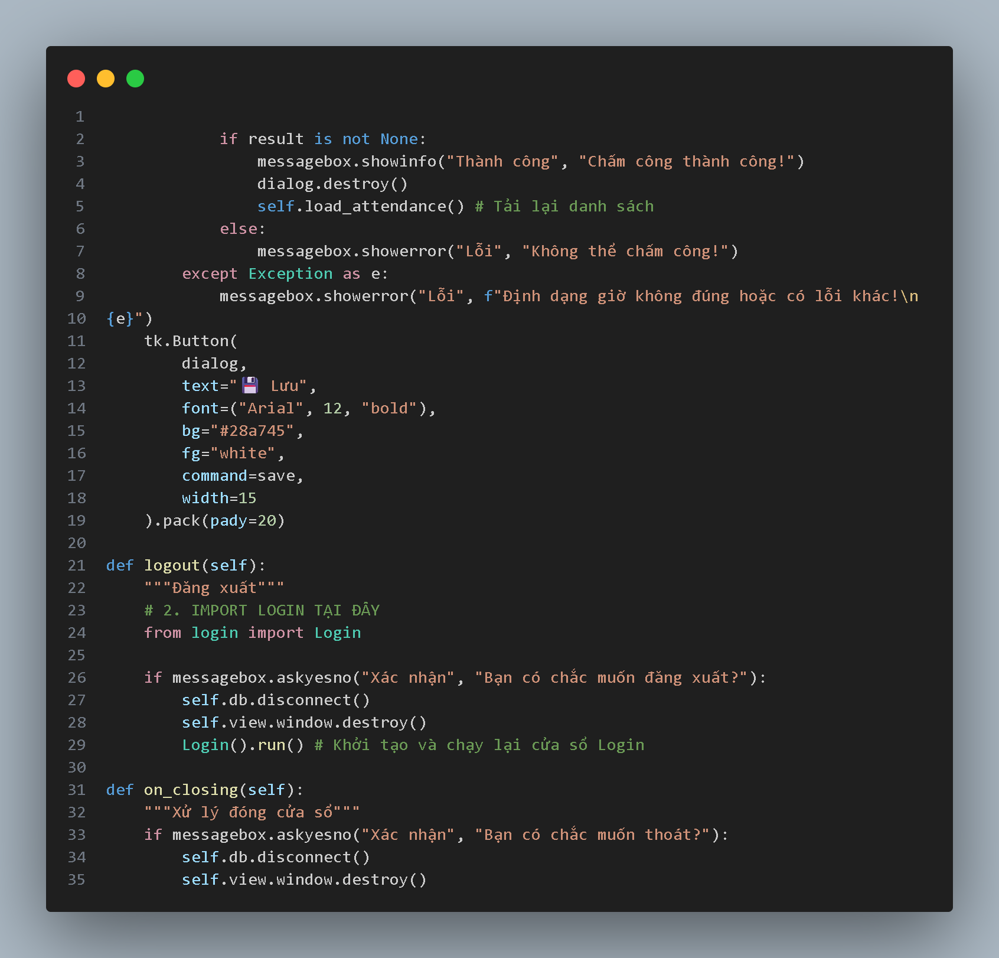 1
2             if result is not None:
3                 messagebox.showinfo("Thành công", "Chấm công thành công!")
4                 dialog.destroy()
5                 self.load_attendance() # Tải lại danh sách
6             else:
7                 messagebox.showerror("Lỗi", "Không thể chấm công!")
8         except Exception as e:
9             messagebox.showerror("Lỗi", f"Định dạng giờ không đúng hoặc có lỗi khác!\n
10 {e}")
11     tk.Button(
12         dialog,
13         text="💾 Lưu",
14         font=("Arial", 12, "bold"),
15         bg="#28a745",
16         fg="white",
17         command=save,
18         width=15
19     ).pack(pady=20)
20
21 def logout(self):
22     """Đăng xuất"""
23     # 2. IMPORT LOGIN TẠI ĐÂY
24     from login import Login
25
26     if messagebox.askyesno("Xác nhận", "Bạn có chắc muốn đăng xuất?"):
27         self.db.disconnect()
28         self.view.window.destroy()
29         Login().run() # Khởi tạo và chạy lại cửa sổ Login
30
31 def on_closing(self):
32     """Xử lý đóng cửa sổ"""
33     if messagebox.askyesno("Xác nhận", "Bạn có chắc muốn thoát?"):
34         self.db.disconnect()
35         self.view.window.destroy()